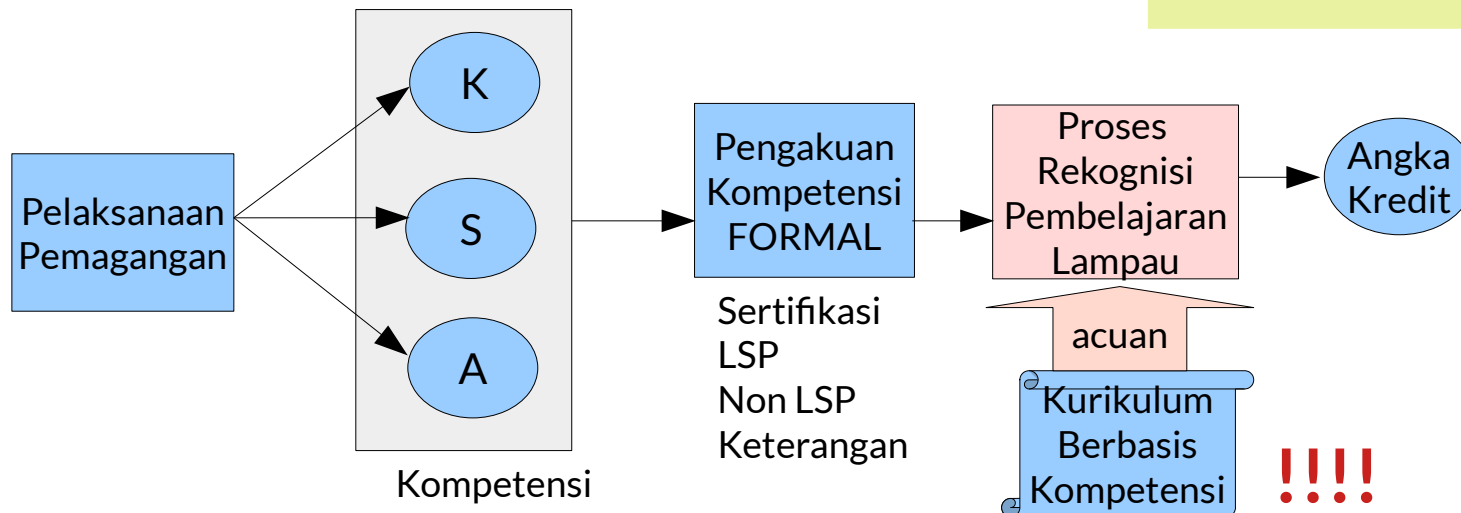 Pelaksanaan
Pemagangan
K
S
A
Kompetensi
Pengakuan
Kompetensi
FORMAL
Sertifikasi
LSP
Non LSP
Keterangan
Proses
Rekognisi
Pembelajaran
Lampau
acuan
Kurikulum
Berbasis
Kompetensi
!!!!
Angka
Kredit